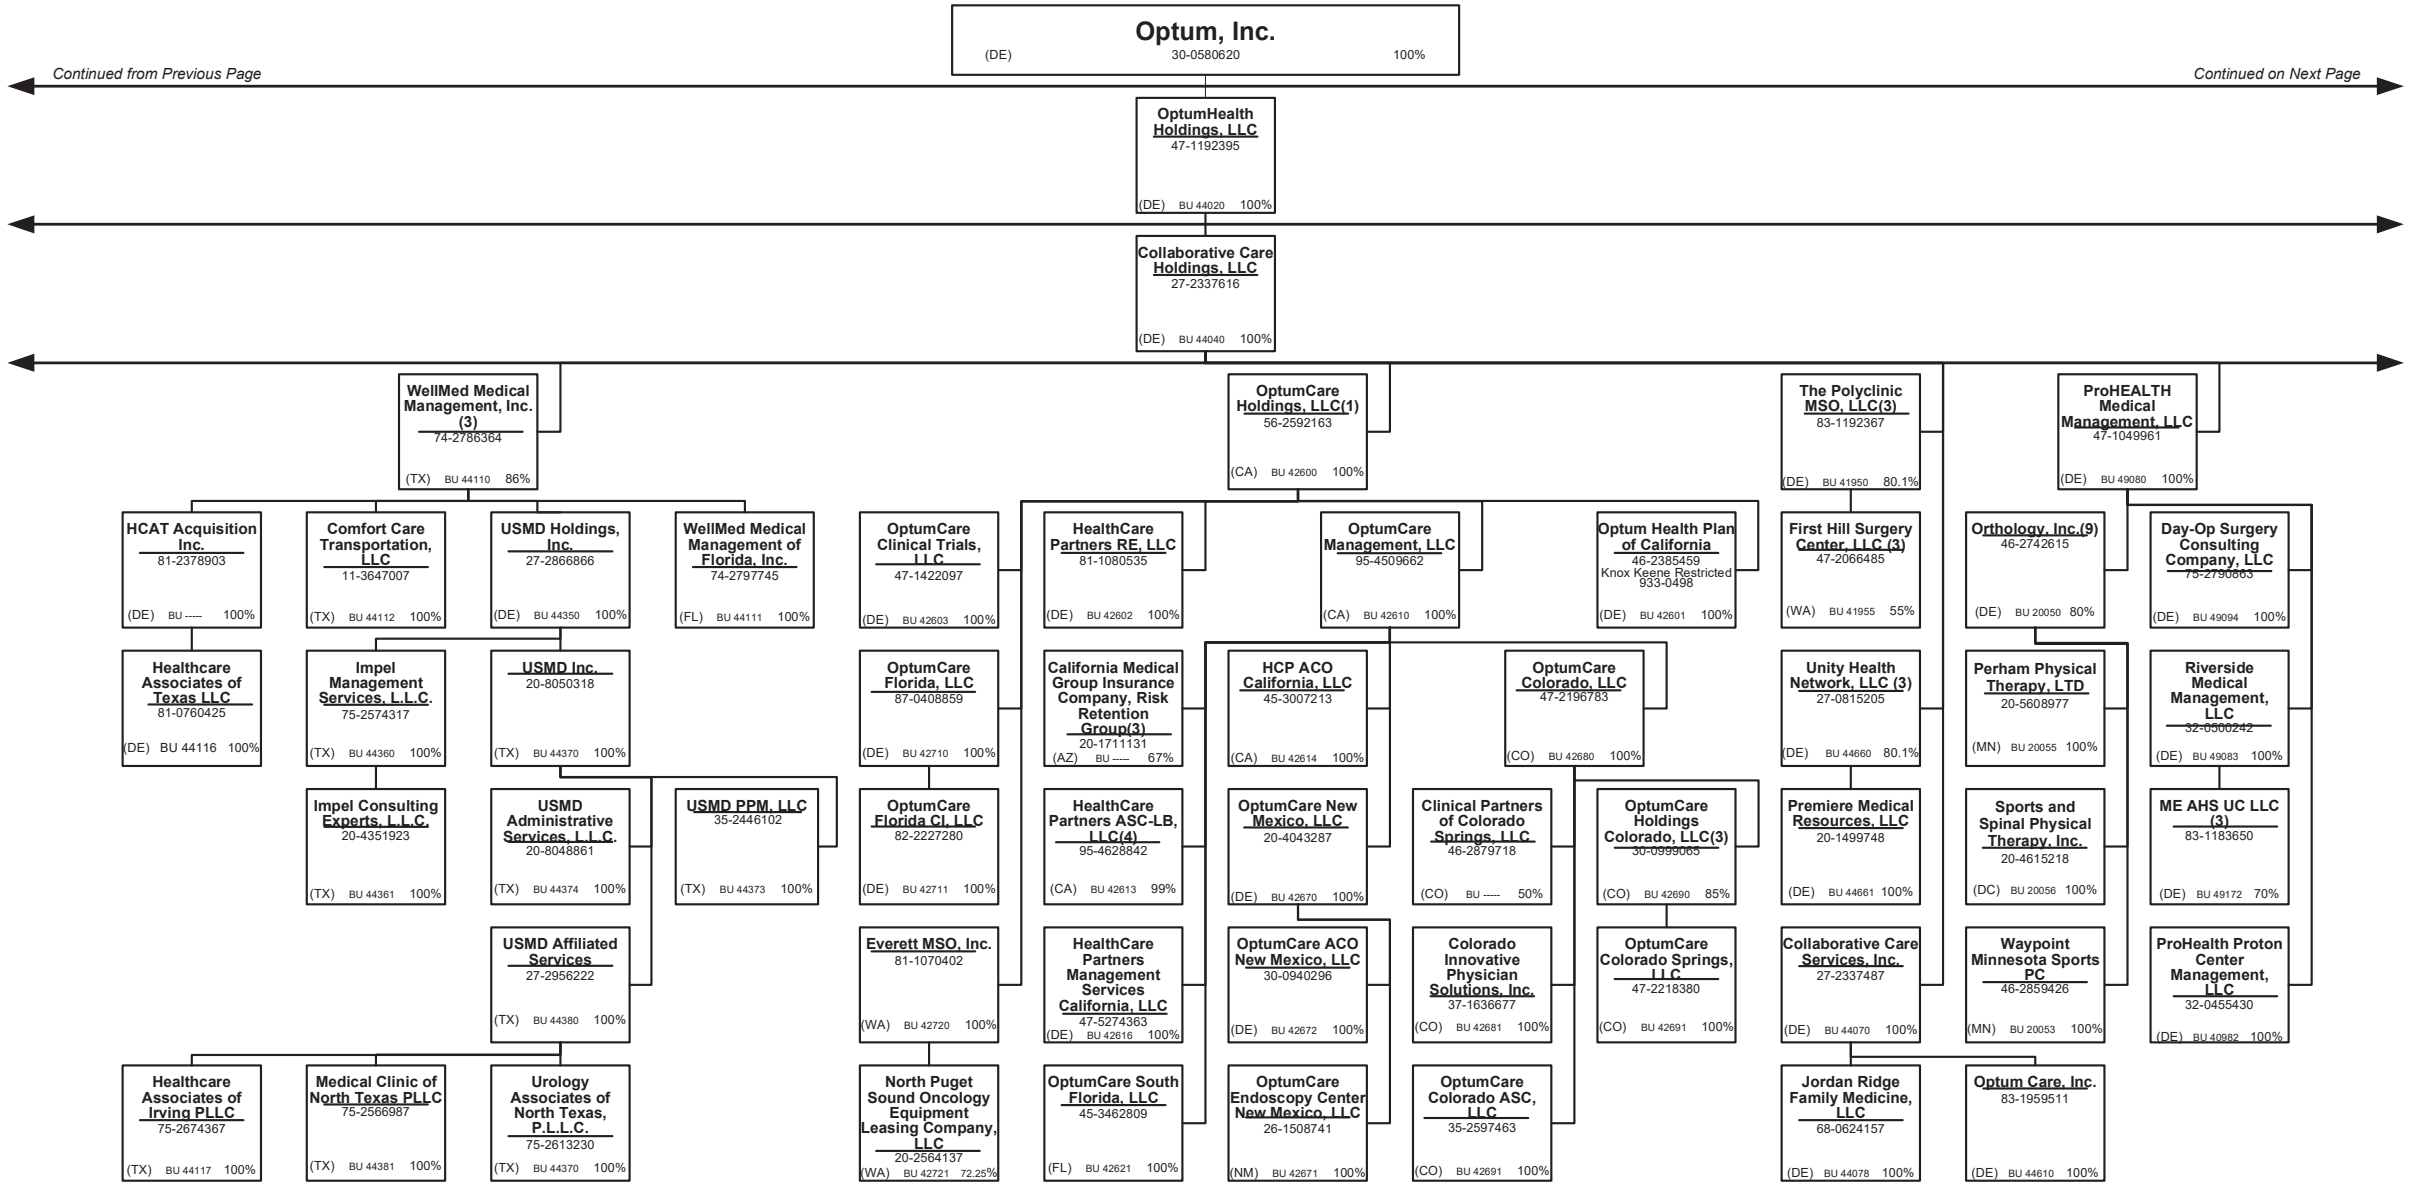 Optum, Inc.
(DE) 30-0580620 100%
Continued from Previous Page
Continued on Next Page
OptumHealth
Holdings, LLC
47-1192395
(DE) BU 44020 100%
Collaborative Care
Holdings, LLC
27-2337616
(DE) BU 44040 100%
WellMed Medical
Management, Inc.
(3)
74-2786364
(TX) BU 44110 86%
OptumCare
Holdings, LLC(1)
56-2592163
(CA) BU 42600 100%
The Polyclinic
MSO, LLC(3)
83-1192367
(DE) BU 41950 80.1%
ProHEALTH
Medical
Management, LLC
47-1049961
(DE) BU 49080 100%
HCAT Acquisition
Inc.
81-2378903
(DE) BU ----- 100%
Comfort Care
Transportation,
LLC
11-3647007
(TX) BU 44112 100%
USMD Holdings,
Inc.
27-2866866
(DE) BU 44350 100%
WellMed Medical
Management of
Florida, Inc.
74-2797745
(FL) BU 44111 100%
OptumCare
Clinical Trials,
LLC
47-1422097
(DE) BU 42603 100%
HealthCare
Partners RE, LLC
81-1080535
(DE) BU 42602 100%
OptumCare
Management, LLC
95-4509662
(CA) BU 42610 100%
Optum Health Plan
of California
46-2385459
Knox Keene Restricted
933-0498
(DE) BU 42601 100%
First Hill Surgery
Center, LLC (3)
47-2066485
(WA) BU 41955 55%
Orthology, Inc.(9)
46-2742615
(DE) BU 20050 80%
Day-Op Surgery
Consulting
Company, LLC
75-2790863
(DE) BU 49094 100%
Healthcare
Associates of
Texas LLC
81-0760425
(DE) BU 44116 100%
Impel
Management
Services, L.L.C.
75-2574317
(TX) BU 44360 100%
USMD Inc.
20-8050318
(TX) BU 44370 100%
OptumCare
Florida, LLC
87-0408859
(DE) BU 42710 100%
California Medical
Group Insurance
Company, Risk
Retention
Group(3)
20-1711131
(AZ) BU ----- 67%
HCP ACO
California, LLC
45-3007213
(CA) BU 42614 100%
OptumCare
Colorado, LLC
47-2196783
(CO) BU 42680 100%
Unity Health
Network, LLC (3)
27-0815205
(DE) BU 44660 80.1%
Perham Physical
Therapy, LTD
20-5608977
(MN) BU 20055 100%
Riverside
Medical
Management,
LLC
32-0500242
(DE) BU 49083 100%
Impel Consulting
Experts, L.L.C.
20-4351923
(TX) BU 44361 100%
USMD
Administrative
Services, L.L.C.
20-8048861
(TX) BU 44374 100%
USMD PPM, LLC
35-2446102
(TX) BU 44373 100%
OptumCare
Florida CI, LLC
82-2227280
(DE) BU 42711 100%
HealthCare
Partners ASC-LB,
LLC(4)
95-4628842
(CA) BU 42613 99%
OptumCare New
Mexico, LLC
20-4043287
(DE) BU 42670 100%
Clinical Partners
of Colorado
Springs, LLC
46-2879718
(CO) BU ----- 50%
OptumCare
Holdings
Colorado, LLC(3)
30-0999065
(CO) BU 42690 85%
Premiere Medical
Resources, LLC
20-1499748
(DE) BU 44661 100%
Sports and
Spinal Physical
Therapy, Inc.
20-4615218
(DC) BU 20056 100%
ME AHS UC LLC
(3)
83-1183650
(DE) BU 49172 70%
USMD Affiliated
Services
27-2956222
(TX) BU 44380 100%
Everett MSO, Inc.
81-1070402
(WA) BU 42720 100%
HealthCare
Partners
Management
Services
California, LLC
47-5274363
(DE) BU 42616 100%
OptumCare ACO
New Mexico, LLC
30-0940296
(DE) BU 42672 100%
Colorado
Innovative
Physician
Solutions, Inc.
37-1636677
(CO) BU 42681 100%
OptumCare
Colorado Springs,
LLC
47-2218380
(CO) BU 42691 100%
Collaborative Care
Services, Inc.
27-2337487
(DE) BU 44070 100%
Waypoint
Minnesota Sports
PC
46-2859426
(MN) BU 20053 100%
ProHealth Proton
Center
Management,
LLC
32-0455430
(DE) BU 40982 100%
Healthcare
Associates of
Irving PLLC
75-2674367
(TX) BU 44117 100%
Medical Clinic of
North Texas PLLC
75-2566987
(TX) BU 44381 100%
Urology
Associates of
North Texas,
P.L.L.C.
75-2613230
(TX) BU 44370 100%
North Puget
Sound Oncology
Equipment
Leasing Company,
LLC
20-2564137
(WA) BU 42721 72.25%
OptumCare South
Florida, LLC
45-3462809
(FL) BU 42621 100%
OptumCare
Endoscopy Center
New Mexico, LLC
26-1508741
(NM) BU 42671 100%
OptumCare
Colorado ASC,
LLC
35-2597463
(CO) BU 42691 100%
Jordan Ridge
Family Medicine,
LLC
68-0624157
(DE) BU 44078 100%
Optum Care, Inc.
83-1959511
(DE) BU 44610 100%